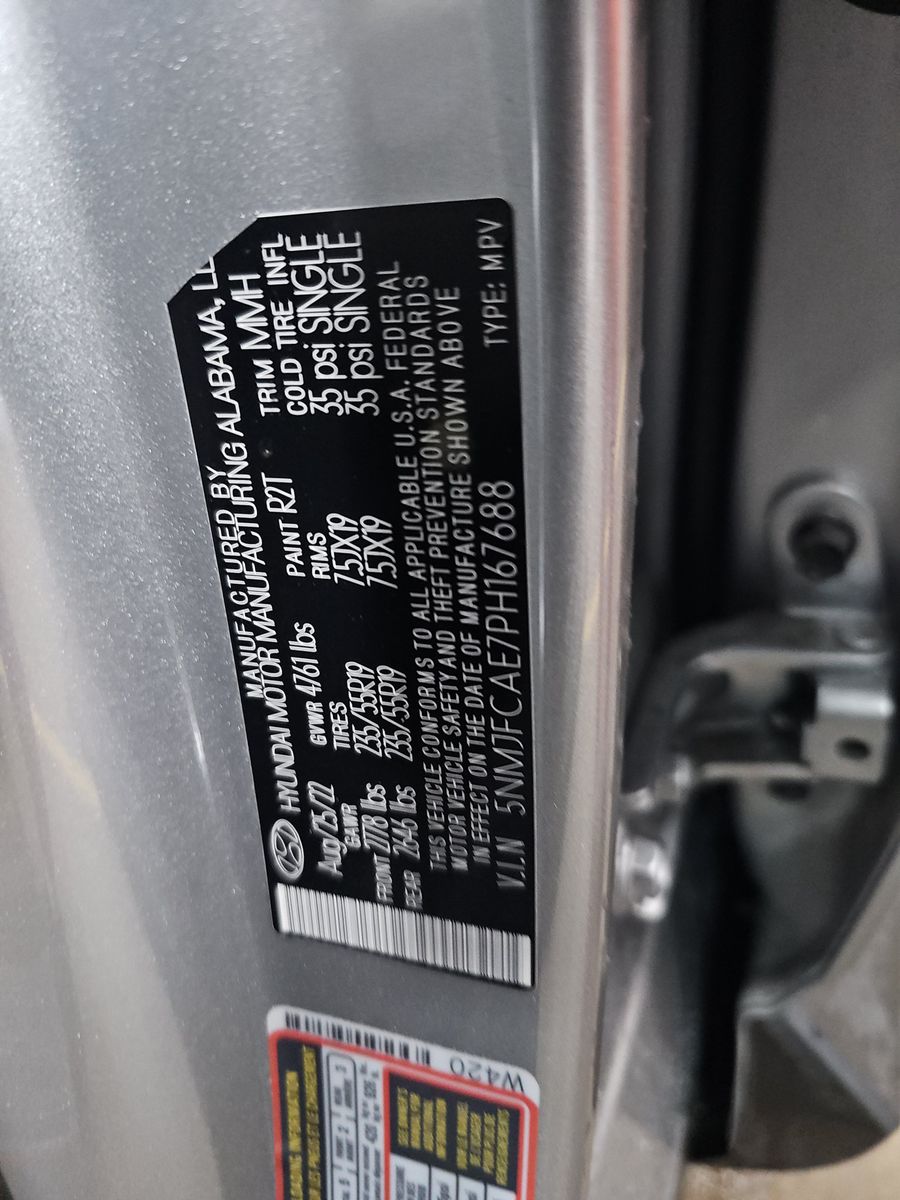 MANUFACTURED BY
HYUNDAI MOTOR MANUFACTURING ALABAMA,
Aug/25/22 GVWR 4761 lbs PAINT R2T TRIM MMH
GAWR TIRES RIMS COLD TIRE INFL
FRONT 2778 lbs 235/55R19 7.5JX19 35 psi SINGLE
REAR 2646 lbs 235/55R19 7.5JX19 35 psi SINGLE
THIS VEHICLE CONFORMS TO ALL APPLICABLE U.S.A. FEDERAL
MOTOR VEHICLE SAFETY AND THEFT PREVENTION STANDARDS
IN EFFECT ON THE DATE OF MANUFACTURE SHOWN ABOVE
V.I.N 5NMJFCAE7PH167688 TYPE: MPV
W420